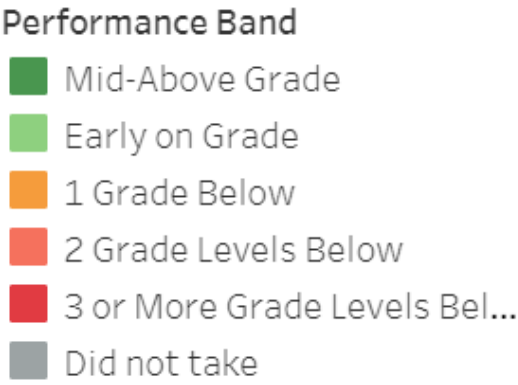 Performance Band
Mid-Above Grade
Early on Grade
1 Grade Below
2 Grade Levels Below
3 or More Grade Levels Bel...
Did not take